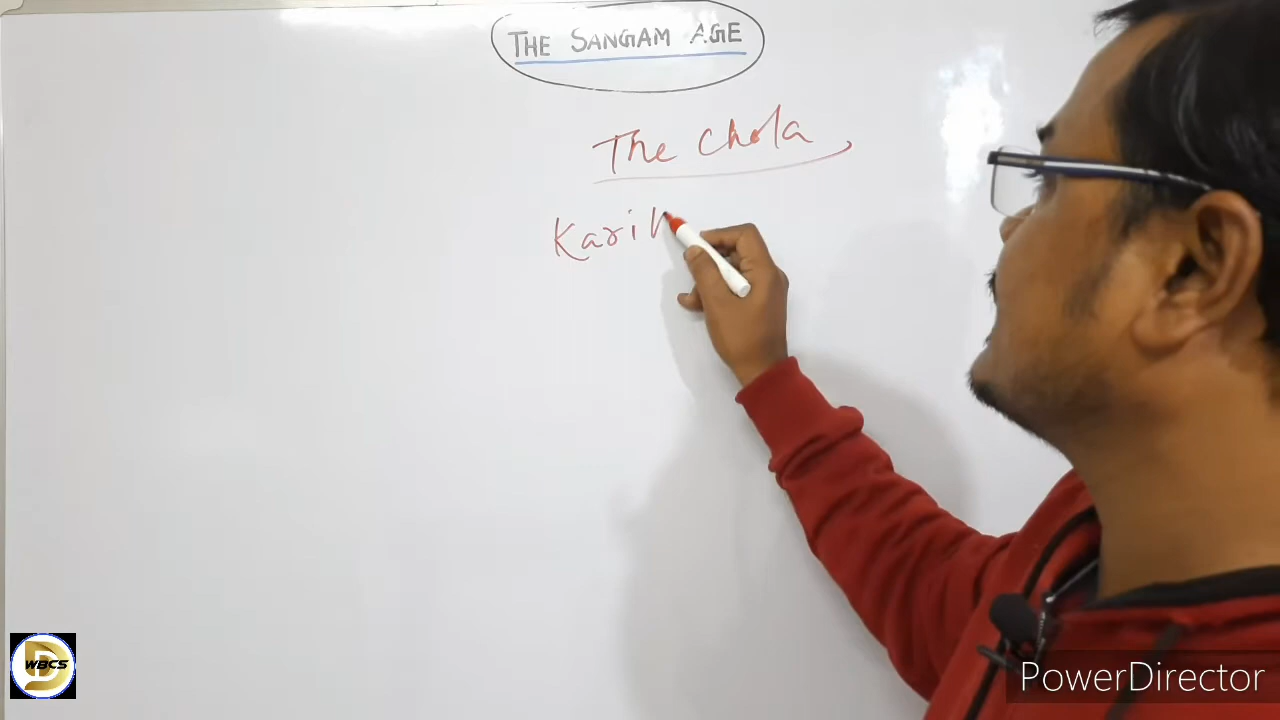 THE SANGAM AGE
The Chola
Kari
WBCS
PowerDirector